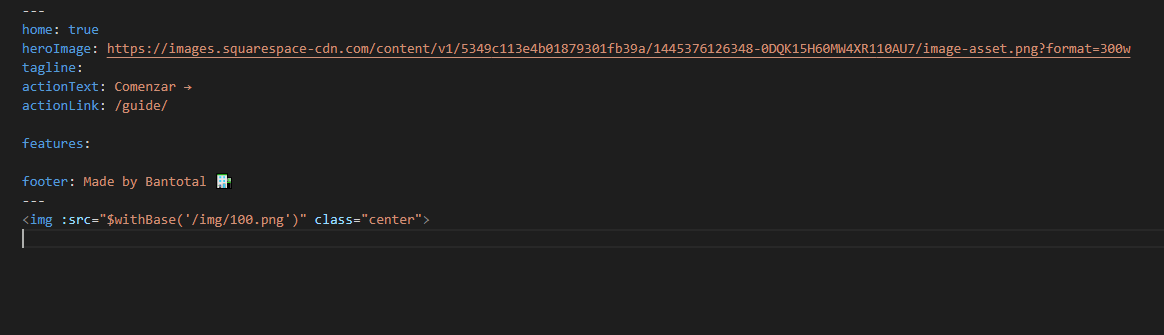 ---
home: true
heroImage: https://images.squarespace-cdn.com/content/v1/5349c113e4b01879301fb39a/1445376126348-0DQK15H60MW4XR110AU7/image-asset.png?format=300w
tagline:
actionText: Comenzar →
actionLink: /guide/
features:
footer: Made by Bantotal
---
<img :src="$withBase('/img/100.png')" class="center">